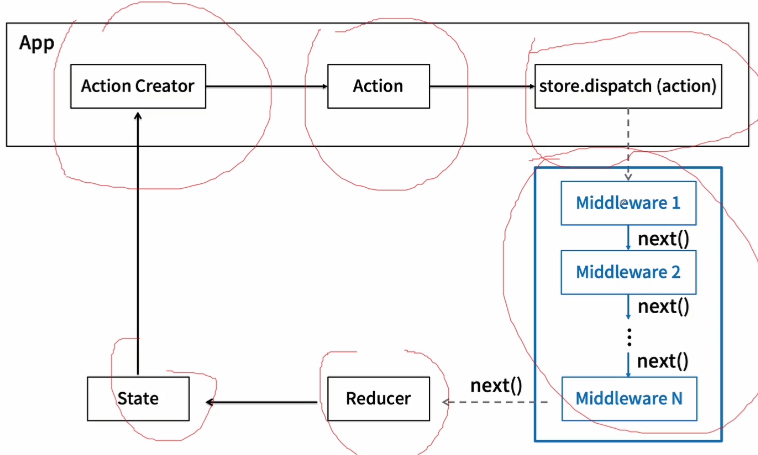 App
Action Creator
Action
store.dispatch (action)
Middleware 1
next()
Middleware 2
next()
⋮
next()
Middleware N
next()
Reducer
State